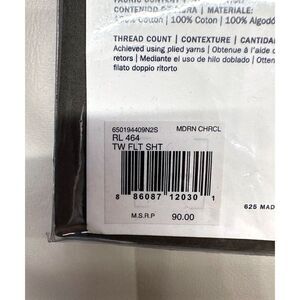 CONTENIDO DE FIBRA | MATERIALE:
100% Cotton | 100% Coton | 100% Algodó
THREAD COUNT | CONTEXTURE | CANTIDA
Achieved using plied yarns | Obtenue à l'aide d
retors | Mediante el uso de hilo doblado | Otten
filato doppio ritorto
650194409N2S MDRN CHRCL
RL 464
TW FLT SHT
8 86087 12030 1
M.S.R.P 90.00
625 MAD